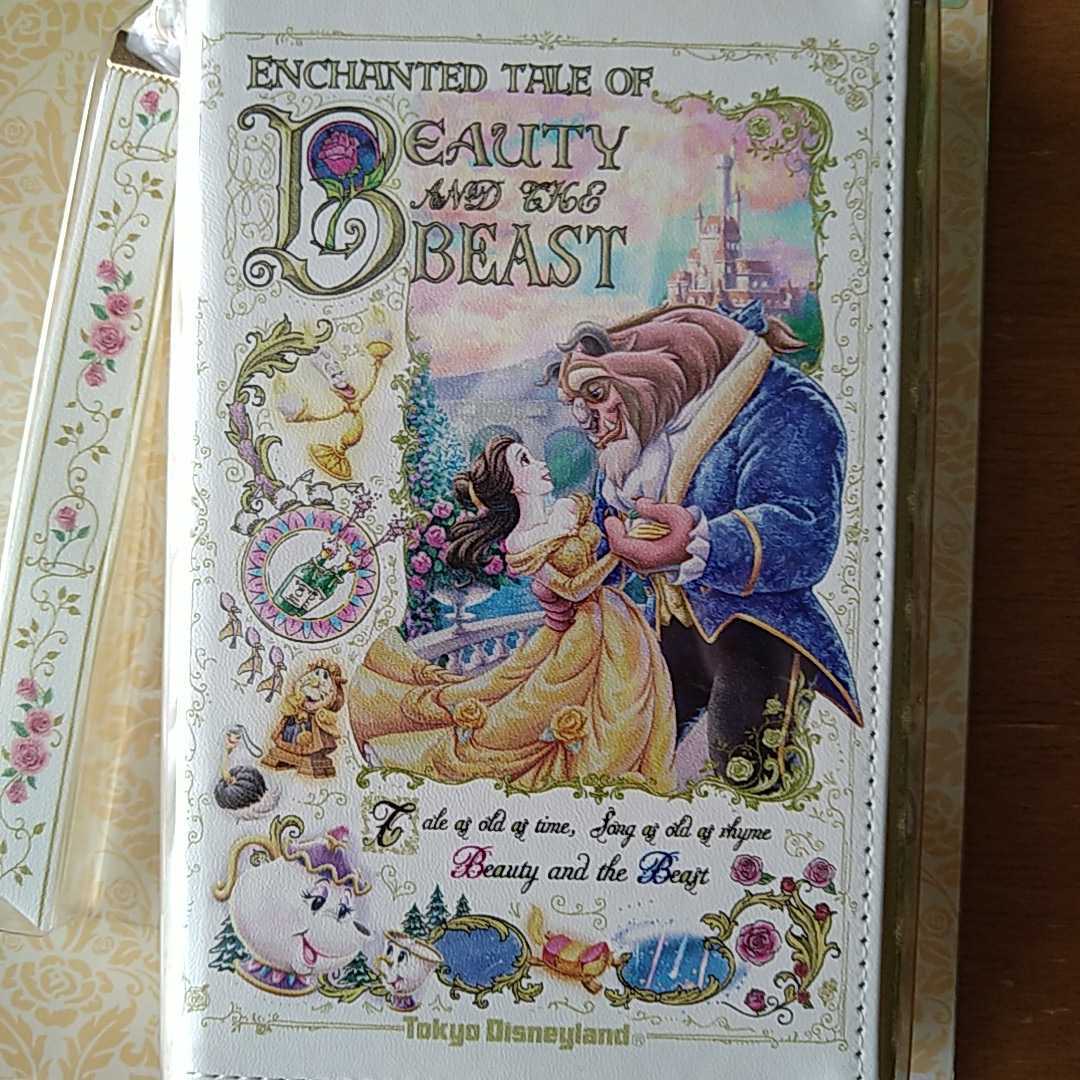 ENCHANTED TALE OF
BEAUTY
AND THE
BEAST
Tale as old as time, Song as old as rhyme
Beauty and the Beast
Tokyo Disneyland®